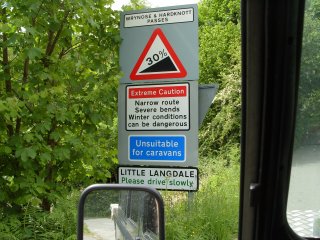 WRYNOSE & HARDKNOTT
PASSES
30%
Extreme Caution
Narrow route
Severe bends
Winter conditions
can be dangerous
Unsuitable
for caravans
LITTLE LANGDALE
Please drive slowly